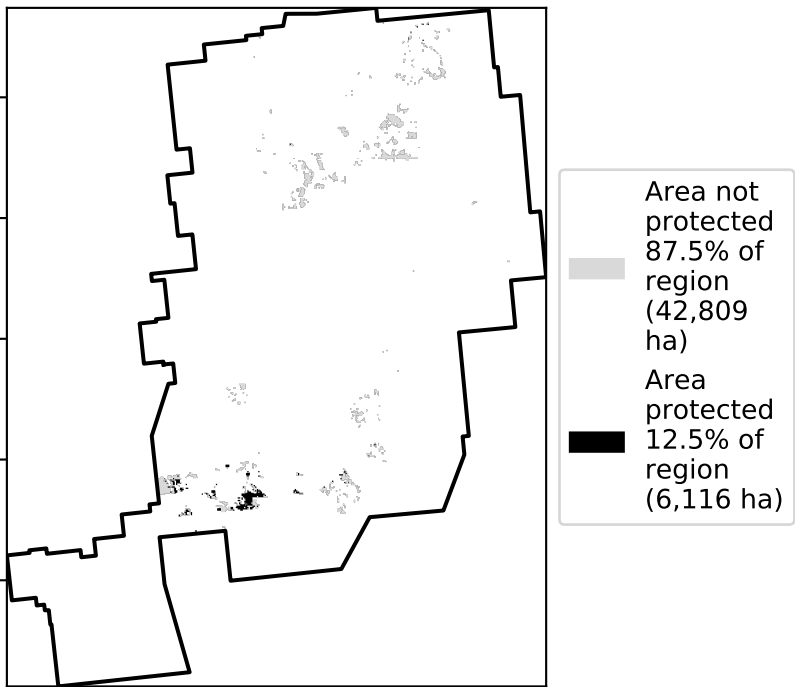 Area not
protected
87.5% of
region
(42,809
ha)
Area
protected
12.5% of
region
(6,116 ha)